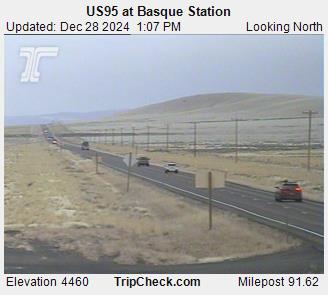 US95 at Basque Station
Updated: Dec 28 2024 1:07 PM Looking North
Elevation 4460 TripCheck.com Milepost 91.62